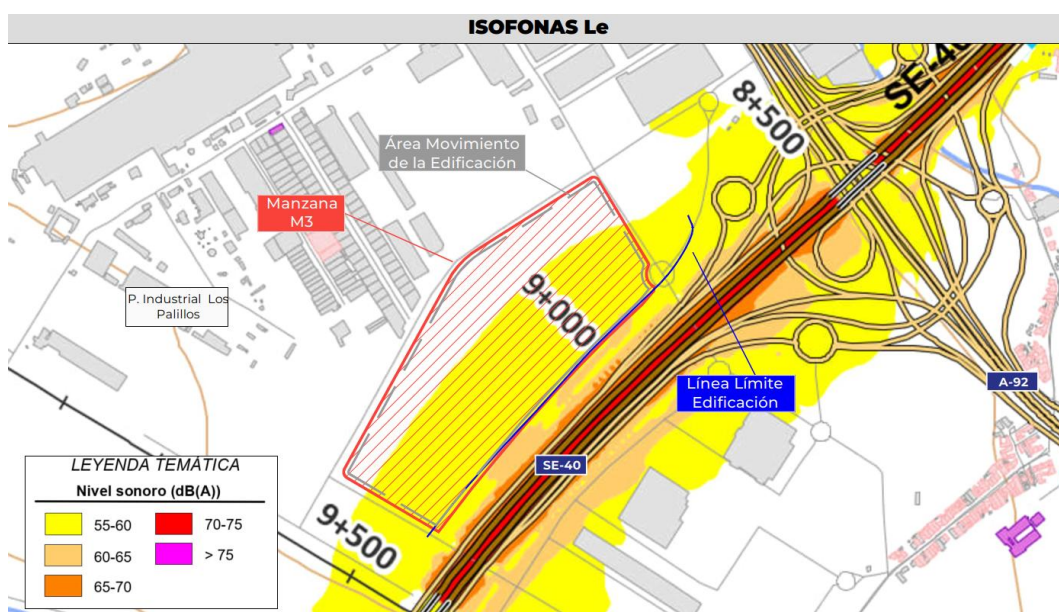 ISOFONAS Le
SE-40
8+500
Área Movimiento
de la Edificación
Manzana
M3
P. Industrial Los
Palillos
9+000
Línea Límite
Edificación
A-92
SE-40
9+500
LEYENDA TEMÁTICA
Nivel sonoro (dB(A))
55-60
70-75
60-65
> 75
65-70